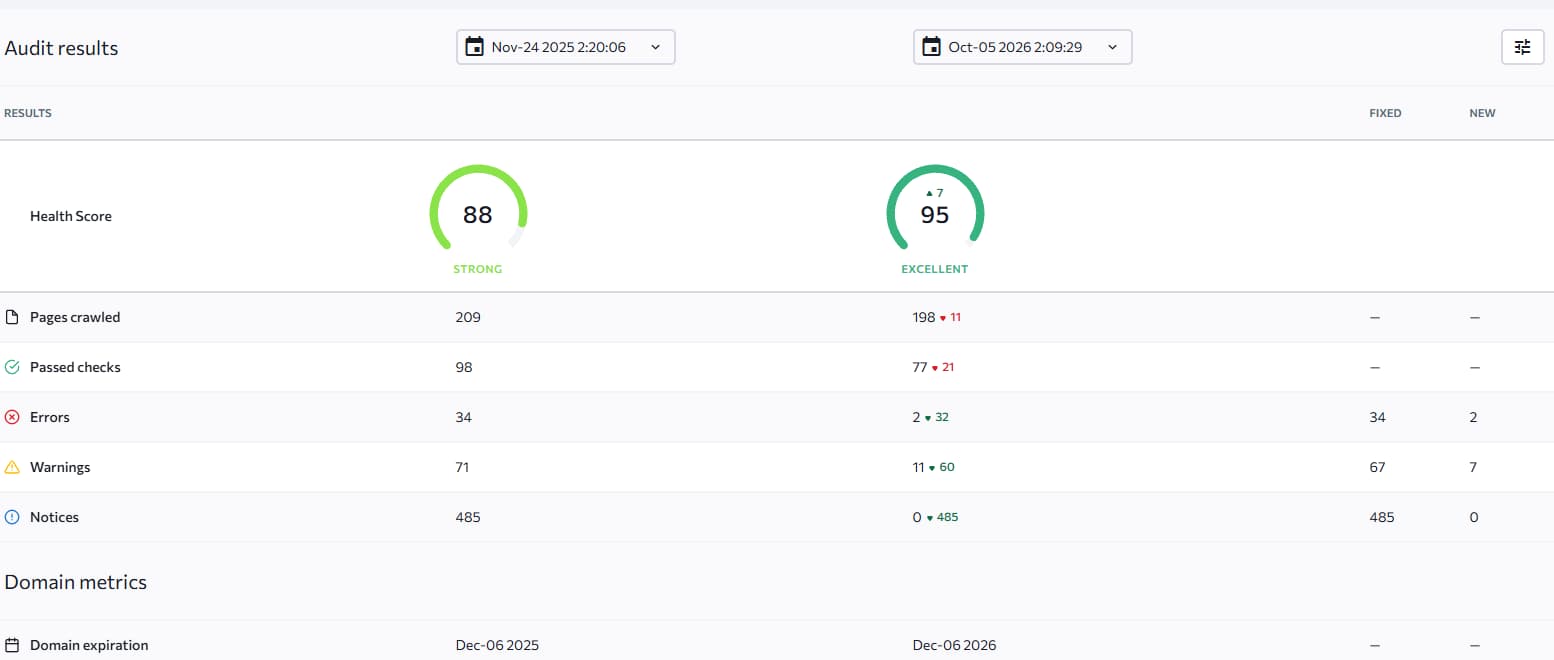 Audit results Nov-24 2025 2:20:06 Oct-05 2026 2:09:29
RESULTS FIXED NEW
Health Score 88 7 95
STRONG EXCELLENT
Pages crawled 209 198 11 — —
Passed checks 98 77 21 — —
Errors 34 2 32 34 2
Warnings 71 11 60 67 7
Notices 485 0 485 485 0
Domain metrics
Domain expiration Dec-06 2025 Dec-06 2026 — —